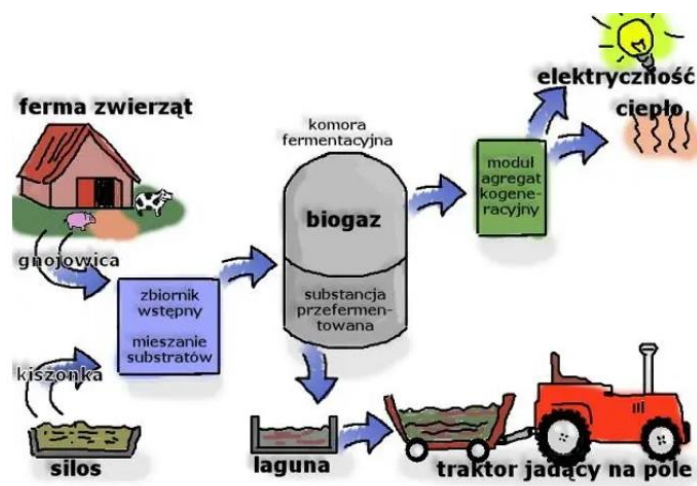 ferma zwierząt
gnojowica
kiszonka
silos
zbiornik
wstępny
mieszanie
substratów
komora
fermentacyjna
biogaz
substancja
przefermen-
towana
laguna
moduł
agregat
kogene-
racyjny
elektryczność
ciepło
traktor jadący na pole